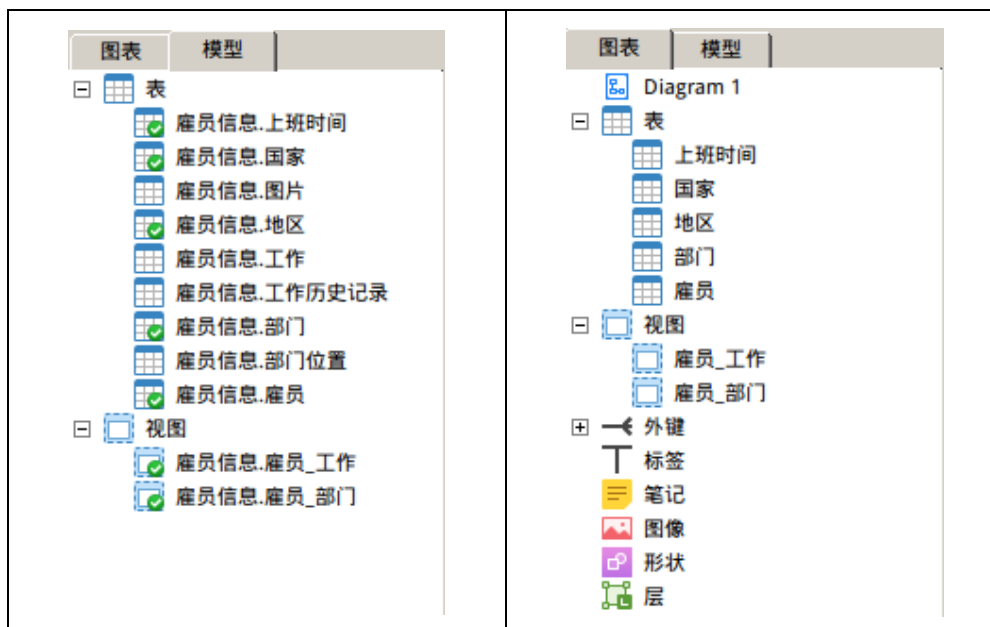 图表 模型
表
雇员信息.上班时间
雇员信息.国家
雇员信息.图片
雇员信息.地区
雇员信息.工作
雇员信息.工作历史记录
雇员信息.部门
雇员信息.部门位置
雇员信息.雇员
视图
雇员信息.雇员_工作
雇员信息.雇员_部门
图表 模型
Diagram 1
表
上班时间
国家
地区
部门
雇员
视图
雇员_工作
雇员_部门
外键
标签
笔记
图像
形状
层